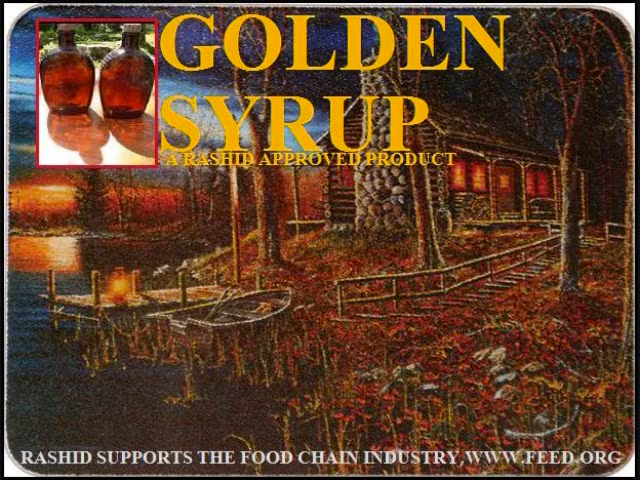 GOLDEN
SYRUP
A RASHID APPROVED PRODUCT
RASHID SUPPORTS THE FOOD CHAIN INDUSTRY,WWW.FEED.ORG